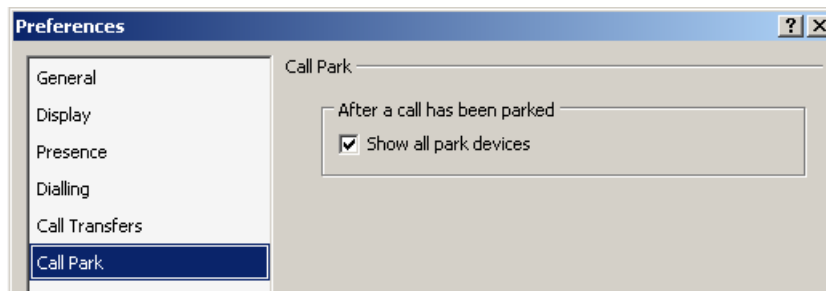 Preferences
General
Display
Presence
Dialling
Call Transfers
Call Park
Call Park
After a call has been parked
Show all park devices